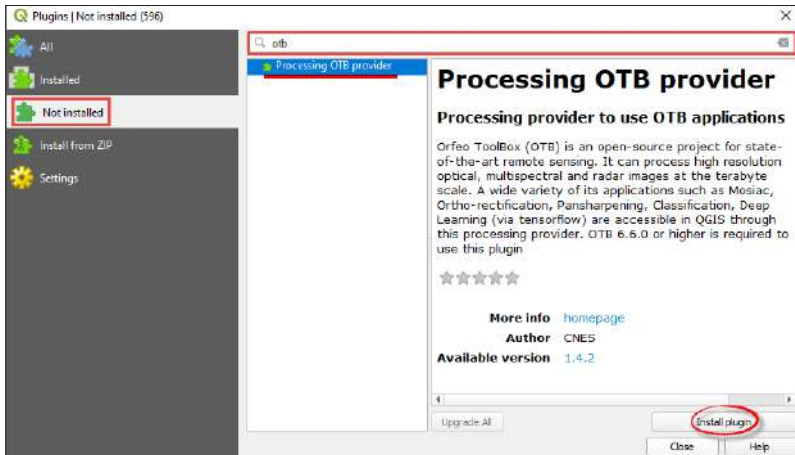 Plugins | Not installed (596)
All
Installed
Not installed
Install from ZIP
Settings
otb
Processing OTB provider
Processing OTB provider
Processing provider to use OTB applications
Orfeo ToolBox (OTB) is an open-source project for state-
of-the-art remote sensing. It can process high resolution
optical, multispectral and radar images at the terabyte
scale. A wide variety of its applications such as Mosiac,
Ortho-rectification, Pansharpening, Classification, Deep
Learning (via tensorflow) are accessible in QGIS through
this processing provider. OTB 6.6.0 or higher is required to
use this plugin
More info homepage
Author CNES
Available version 1.4.2
Upgrade All
Install plugin
Close
Help